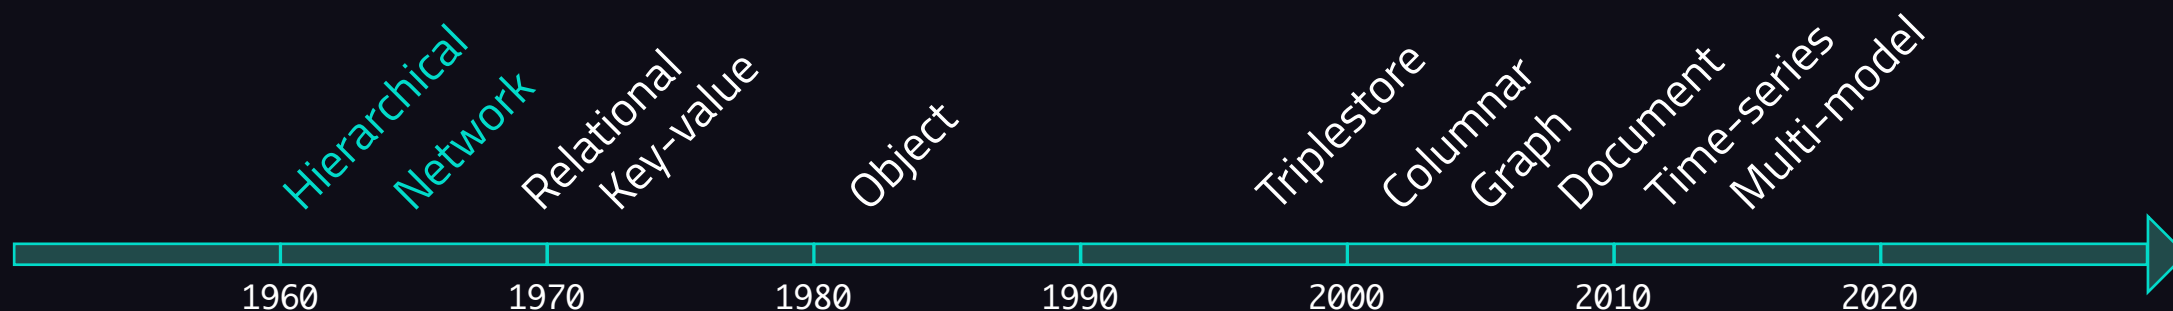 Hierarchical
Network
Relational
Key-value
Object
Triplestore
Columnar
Graph
Document
Time-series
Multi-model
1960 1970 1980 1990 2000 2010 2020